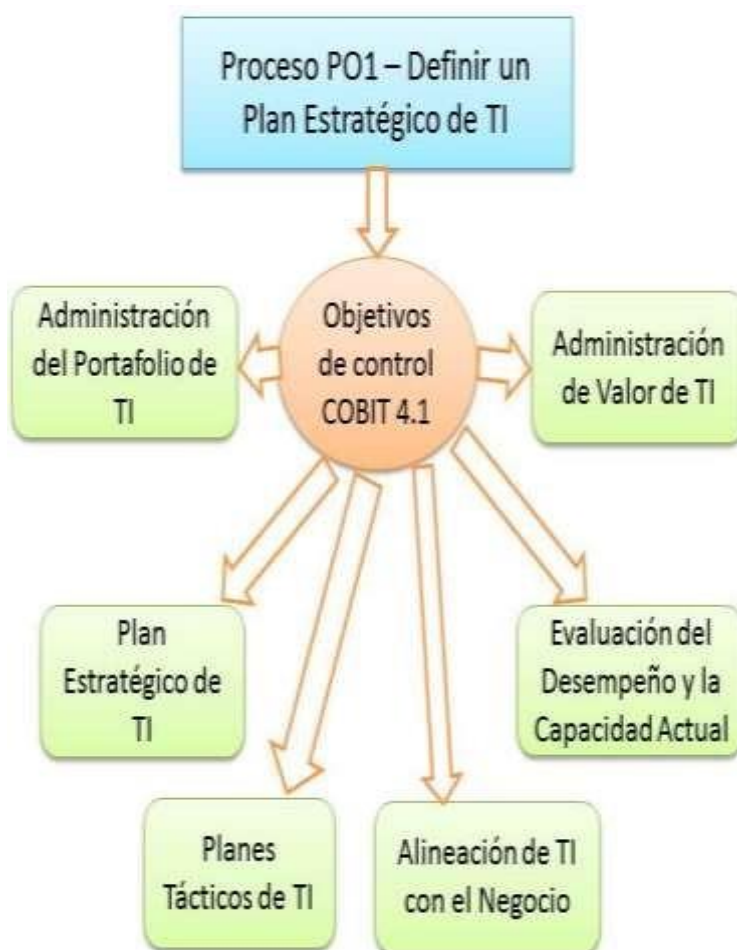 Proceso PO1 – Definir un
Plan Estratégico de TI
Objetivos
de control
COBIT 4.1
Administración
del Portafolio de
TI
Administración
de Valor de TI
Plan
Estratégico de
TI
Evaluación del
Desempeño y la
Capacidad Actual
Planes
Tácticos de TI
Alineación de TI
con el Negocio